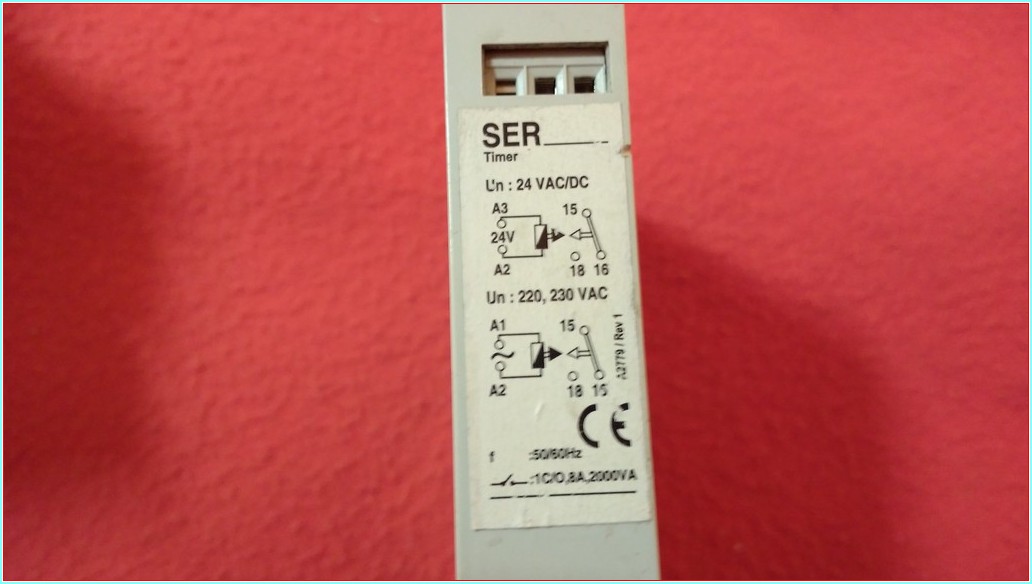 SER
Timer
Un : 24 VAC/DC
A3 15
24V
A2 18 16
Un : 220, 230 VAC
A1 15
~
A2 18 16
A2779 / Rev 1
CE
f :50/60Hz
:1C/O,8A,2000VA